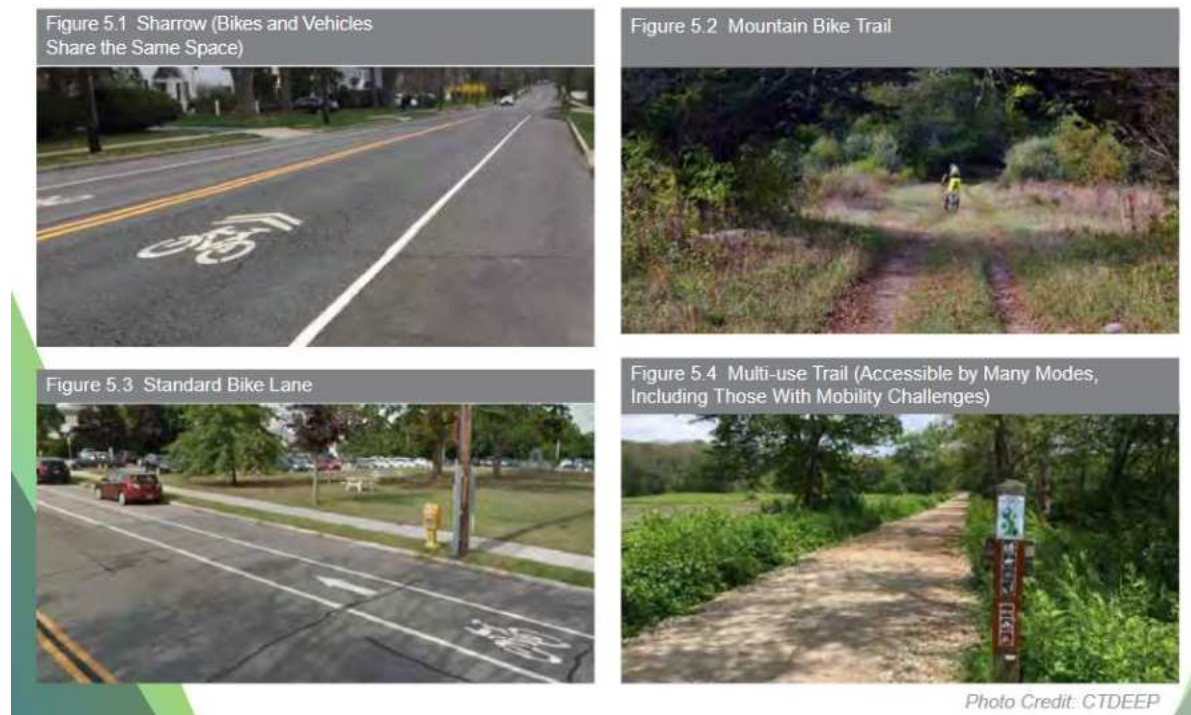 Figure 5.1 Sharrow (Bikes and Vehicles
Share the Same Space)
Figure 5.2 Mountain Bike Trail
Figure 5.3 Standard Bike Lane
Figure 5.4 Multi-use Trail (Accessible by Many Modes,
Including Those With Mobility Challenges)
Photo Credit: CTDEEP